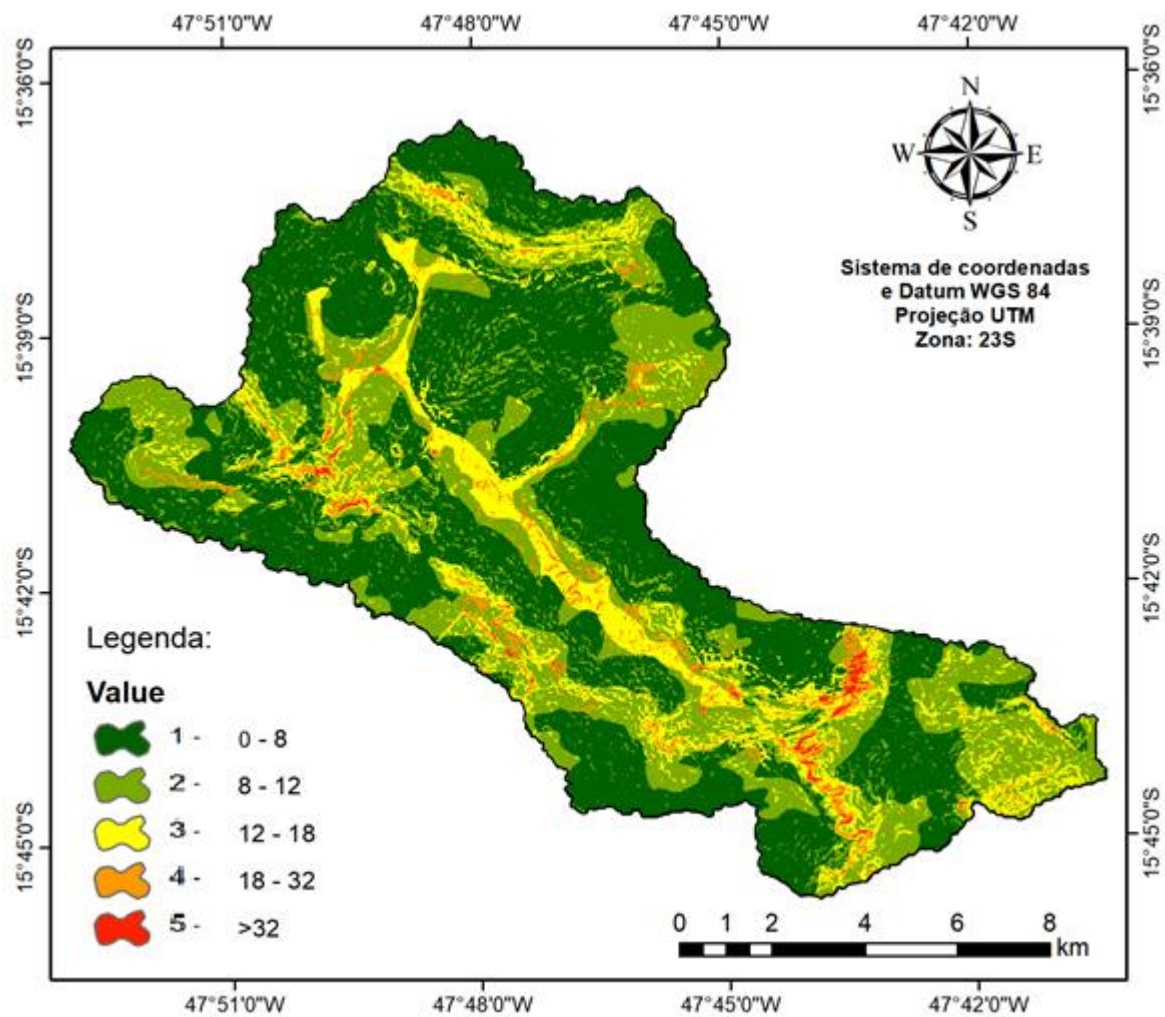 47°51'0"W 47°48'0"W 47°45'0"W 47°42'0"W
15°36'0"S
15°36'0"S
N
W E
S
Sistema de coordenadas
e Datum WGS 84
Projeção UTM
Zona: 23S
15°39'0"S
15°39'0"S
15°42'0"S
15°42'0"S
Legenda:
Value
1 - 0 - 8
2 - 8 - 12
3 - 12 - 18
4 - 18 - 32
5 - >32
15°45'0"S
15°45'0"S
0 1 2 4 6 8
km
47°51'0"W 47°48'0"W 47°45'0"W 47°42'0"W